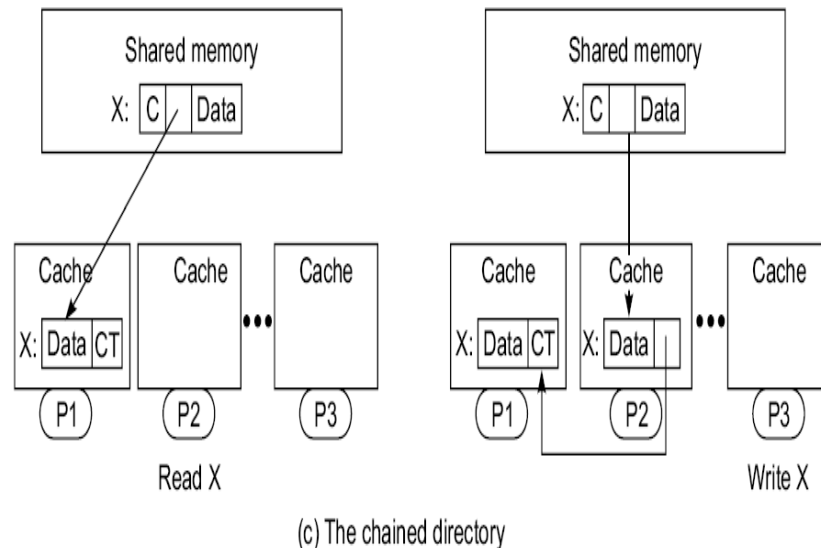 Shared memory
X: C Data
Shared memory
X: C Data
Cache
X: Data CT
Cache
Cache
Cache
X: Data CT
Cache
X: Data
Cache
P1
P2
P3
P1
P2
P3
Read X
Write X
(c) The chained directory